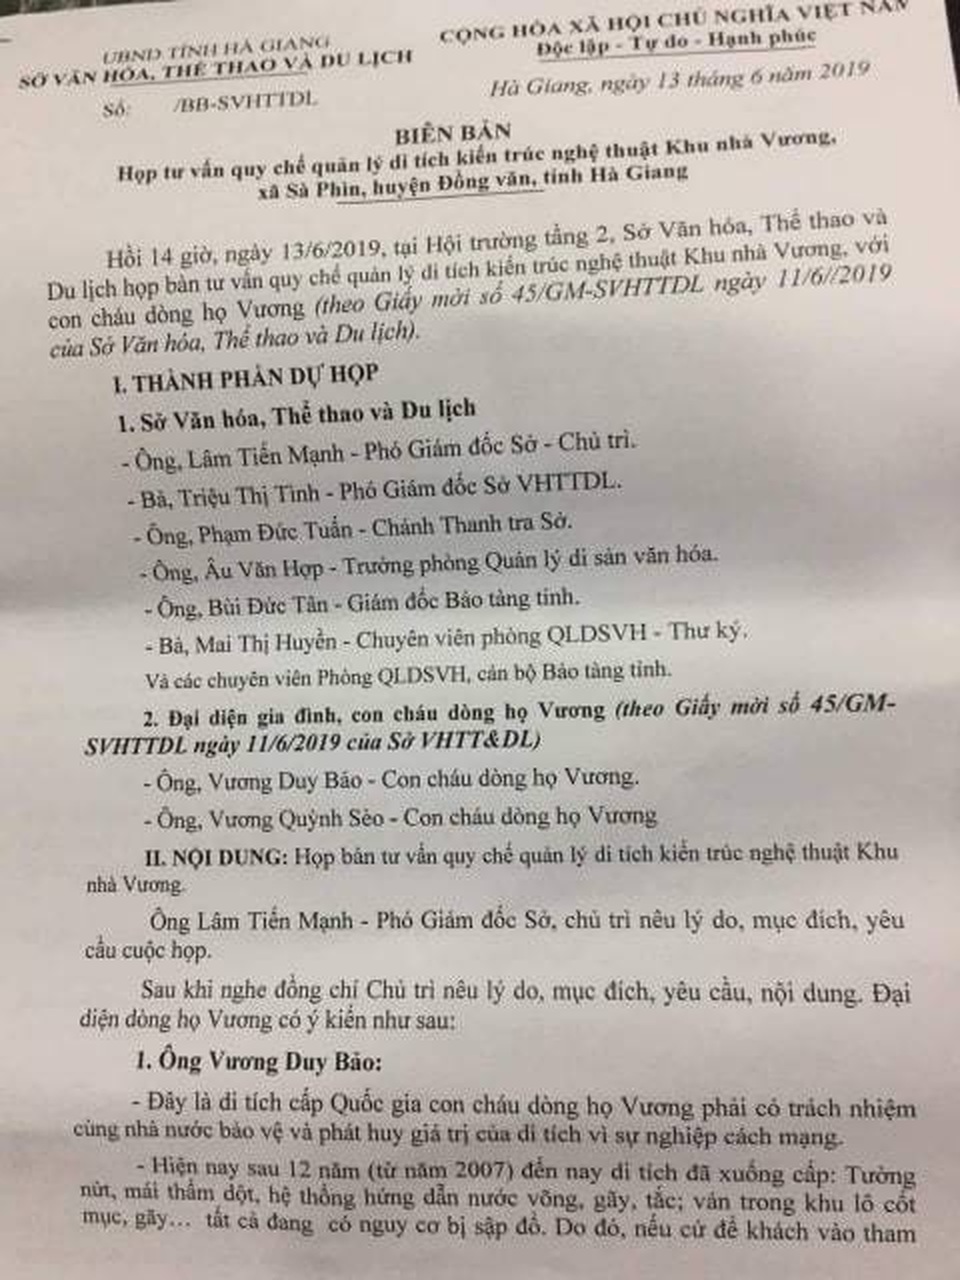 UBND TỈNH HÀ GIANG
SỞ VĂN HÓA, THỂ THAO VÀ DU LỊCH
Số: /BB-SVHTTDL
CỘNG HÒA XÃ HỘI CHỦ NGHĨA VIỆT NAM
Độc lập - Tự do - Hạnh phúc
Hà Giang, ngày 13 tháng 6 năm 2019
BIÊN BẢN
Họp tư vấn quy chế quản lý di tích kiến trúc nghệ thuật Khu nhà Vương,
xã Sà Phìn, huyện Đồng văn, tỉnh Hà Giang
Hồi 14 giờ, ngày 13/6/2019, tại Hội trường tầng 2, Sở Văn hóa, Thể thao và
Du lịch họp bàn tư vấn quy chế quản lý di tích kiến trúc nghệ thuật Khu nhà Vương, với
con cháu dòng họ Vương (theo Giấy mời số 45/GM-SVHTTDL ngày 11/6//2019
của Sở Văn hóa, Thể thao và Du lịch).
I. THÀNH PHẦN DỰ HỌP
1. Sở Văn hóa, Thể thao và Du lịch
- Ông, Lâm Tiến Mạnh - Phó Giám đốc Sở - Chủ trì.
- Bà, Triệu Thị Tình - Phó Giám đốc Sở VHTTDL.
- Ông, Phạm Đức Tuấn - Chánh Thanh tra Sở.
- Ông, Âu Văn Hợp - Trưởng phòng Quản lý di sản văn hóa.
- Ông, Bùi Đức Tân - Giám đốc Bảo tàng tỉnh.
- Bà, Mai Thị Huyền - Chuyên viên phòng QLDSVH - Thư ký.
Và các chuyên viên Phòng QLDSVH, cán bộ Bảo tàng tỉnh.
2. Đại diện gia đình, con cháu dòng họ Vương (theo Giấy mời số 45/GM-
SVHTTDL ngày 11/6/2019 của Sở VHTT&DL)
- Ông, Vương Duy Bảo - Con cháu dòng họ Vương.
- Ông, Vương Quỳnh Sèo - Con cháu dòng họ Vương
II. NỘI DUNG: Họp bản tư vấn quy chế quản lý di tích kiến trúc nghệ thuật Khu
nhà Vương.
Ông Lâm Tiến Mạnh - Phó Giám đốc Sở, chủ trì nêu lý do, mục đích, yêu
cầu cuộc họp.
Sau khi nghe đồng chí Chủ trì nêu lý do, mục đích, yêu cầu, nội dung. Đại
diện dòng họ Vương có ý kiến như sau:
1. Ông Vương Duy Bảo:
- Đây là di tích cấp Quốc gia con cháu dòng họ Vương phải có trách nhiệm
cùng nhà nước bảo vệ và phát huy giá trị của di tích vì sự nghiệp cách mạng.
- Hiện nay sau 12 năm (từ năm 2007) đến nay di tích đã xuống cấp: Tường
nứt, mái thấm dột, hệ thống hứng dẫn nước võng, gãy, tắc; ván trong khu lô cốt
mục, gãy... tất cả đang có nguy cơ bị sập đổ. Do đó, nếu cứ để khách vào tham